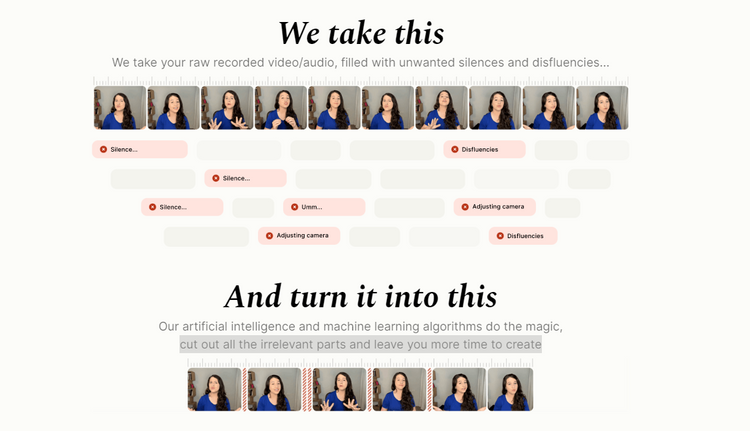 We take this
We take your raw recorded video/audio, filled with unwanted silences and disfluencies...
Silence...
Disfluencies
Silence...
Silence...
Umm...
Adjusting camera
Adjusting camera
Disfluencies
And turn it into this
Our artificial intelligence and machine learning algorithms do the magic,
cut out all the irrelevant parts and leave you more time to create